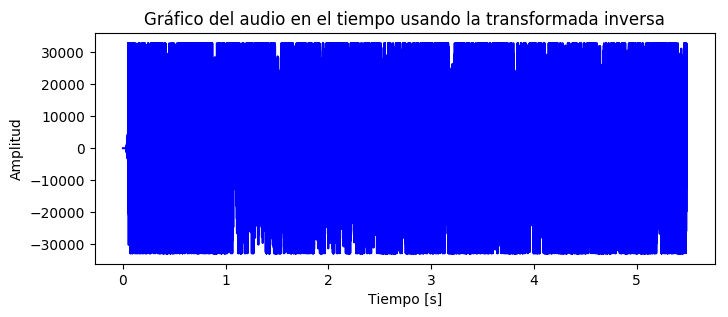 Gráfico del audio en el tiempo usando la transformada inversa
Amplitud
30000
20000
10000
0
−10000
−20000
−30000
0 1 2 3 4 5
Tiempo [s]